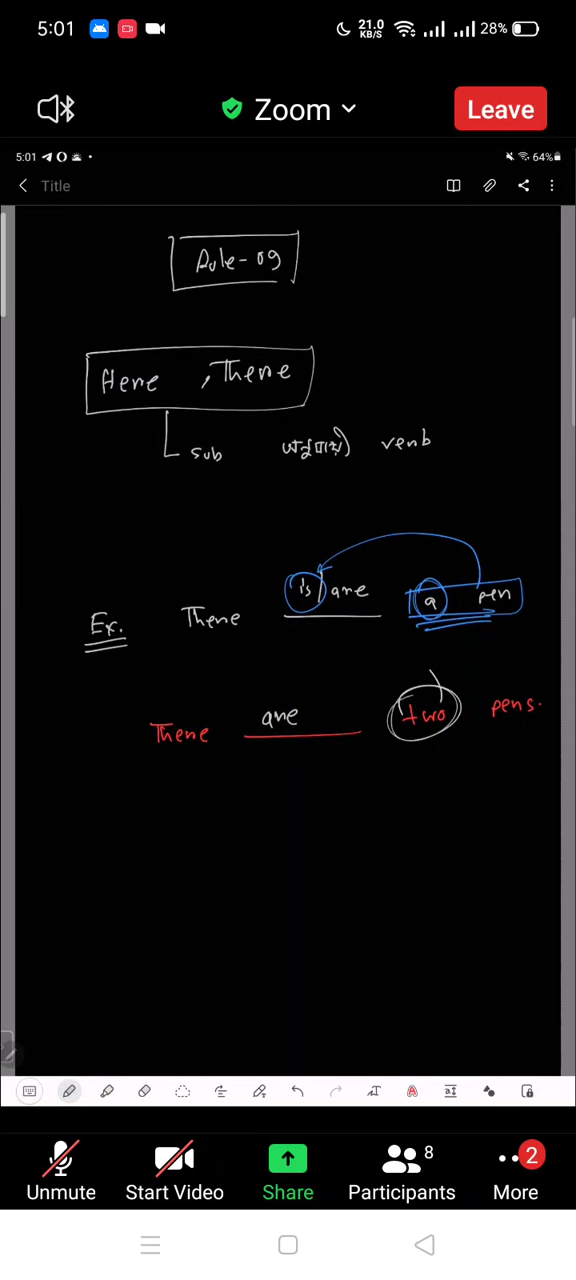 5:01 21.0 KB/S 28%
Zoom Leave
5:01 64%
Title
Rule-09
Here , There
sub অনুযায়ী verb
Ex. There is/are a pen
There are two pens.
Unmute Start Video Share Participants 8 More 2